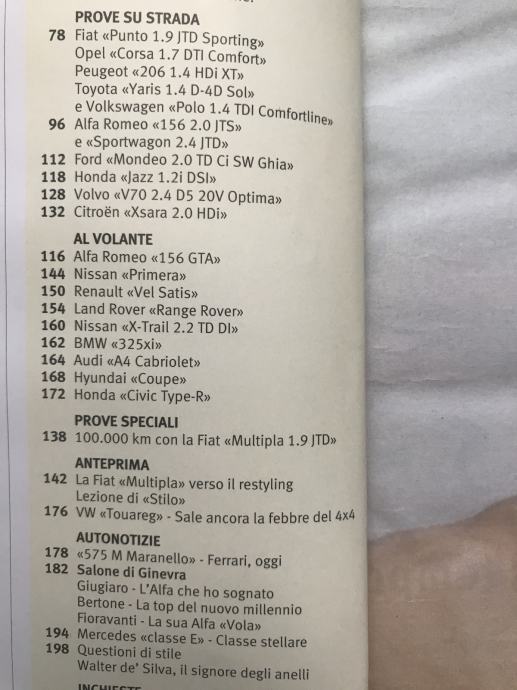 PROVE SU STRADA
78 Fiat «Punto 1.9 JTD Sporting»
Opel «Corsa 1.7 DTI Comfort»
Peugeot «206 1.4 HDi XT»
Toyota «Yaris 1.4 D-4D Sol»
e Volkswagen «Polo 1.4 TDI Comfortline»
96 Alfa Romeo «156 2.0 JTS»
e «Sportwagon 2.4 JTD»
112 Ford «Mondeo 2.0 TD Ci SW Ghia»
118 Honda «Jazz 1.2i DSI»
128 Volvo «V70 2.4 D5 20V Optima»
132 Citroën «Xsara 2.0 HDi»
AL VOLANTE
116 Alfa Romeo «156 GTA»
144 Nissan «Primera»
150 Renault «Vel Satis»
154 Land Rover «Range Rover»
160 Nissan «X-Trail 2.2 TD DI»
162 BMW «325xi»
164 Audi «A4 Cabriolet»
168 Hyundai «Coupe»
172 Honda «Civic Type-R»
PROVE SPECIALI
138 100.000 km con la Fiat «Multipla 1.9 JTD»
ANTEPRIMA
142 La Fiat «Multipla» verso il restyling
Lezione di «Stilo»
176 VW «Touareg» - Sale ancora la febbre del 4x4
AUTONOTIZIE
178 «575 M Maranello» - Ferrari, oggi
182 Salone di Ginevra
Giugiaro - L'Alfa che ho sognato
Bertone - La top del nuovo millennio
Fioravanti - La sua Alfa «Vola»
194 Mercedes «classe E» - Classe stellare
198 Questioni di stile
Walter de' Silva, il signore degli anelli
INCHIESTE